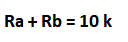 Ra + Rb = 10 k